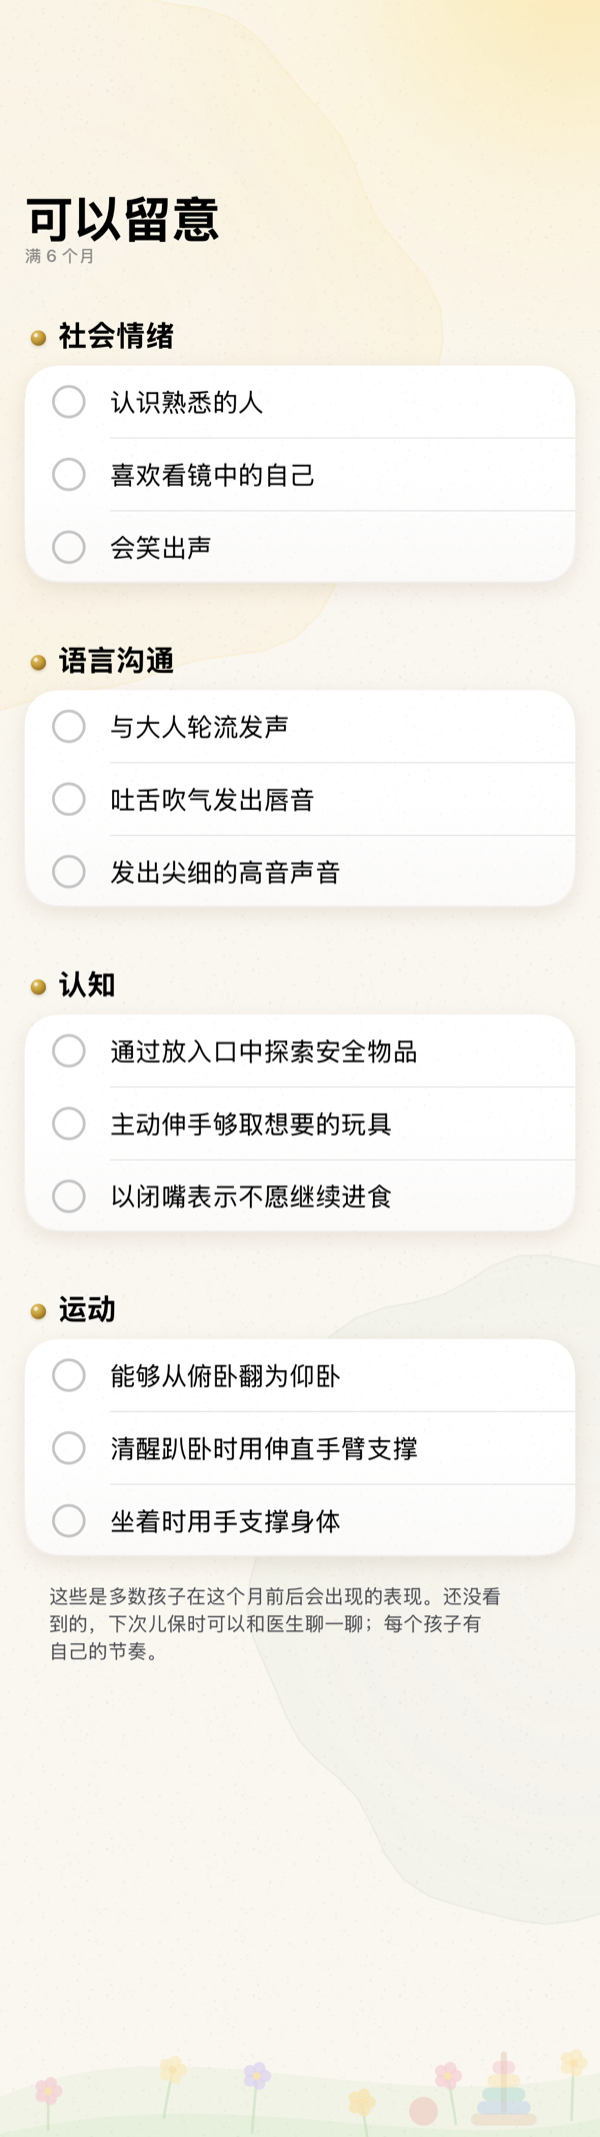 可以留意
满 6 个月
社会情绪
认识熟悉的人
喜欢看镜中的自己
会笑出声
语言沟通
与大人轮流发声
吐舌吹气发出唇音
发出尖细的高音声音
认知
通过放入口中探索安全物品
主动伸手够取想要的玩具
以闭嘴表示不愿继续进食
运动
能够从俯卧翻为仰卧
清醒趴卧时用伸直手臂支撑
坐着时用手支撑身体
这些是多数孩子在这个月前后会出现的表现。还没看
到的，下次儿保时可以和医生聊一聊；每个孩子有
自己的节奏。